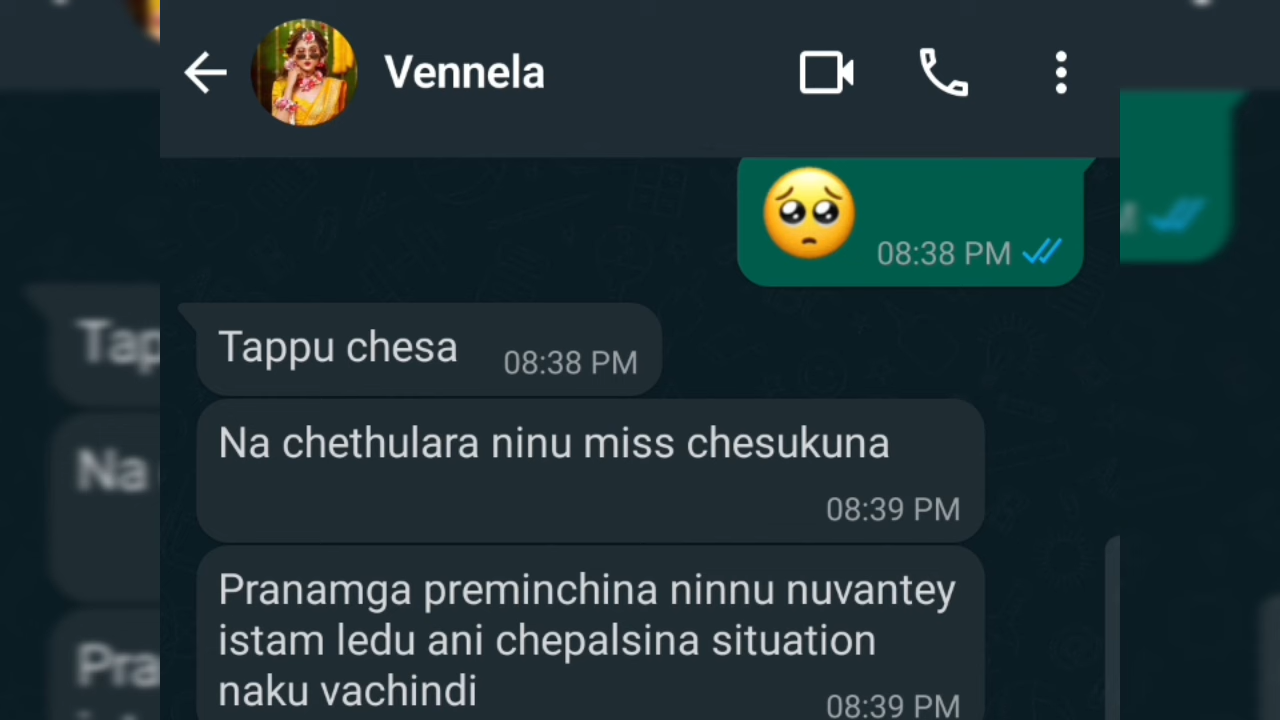 Vennela
🥺 08:38 PM
Tappu chesa 08:38 PM
Na chethulara ninu miss chesukuna
08:39 PM
Pranamga preminchina ninnu nuvantey
istam ledu ani chepalsina situation
naku vachindi 08:39 PM